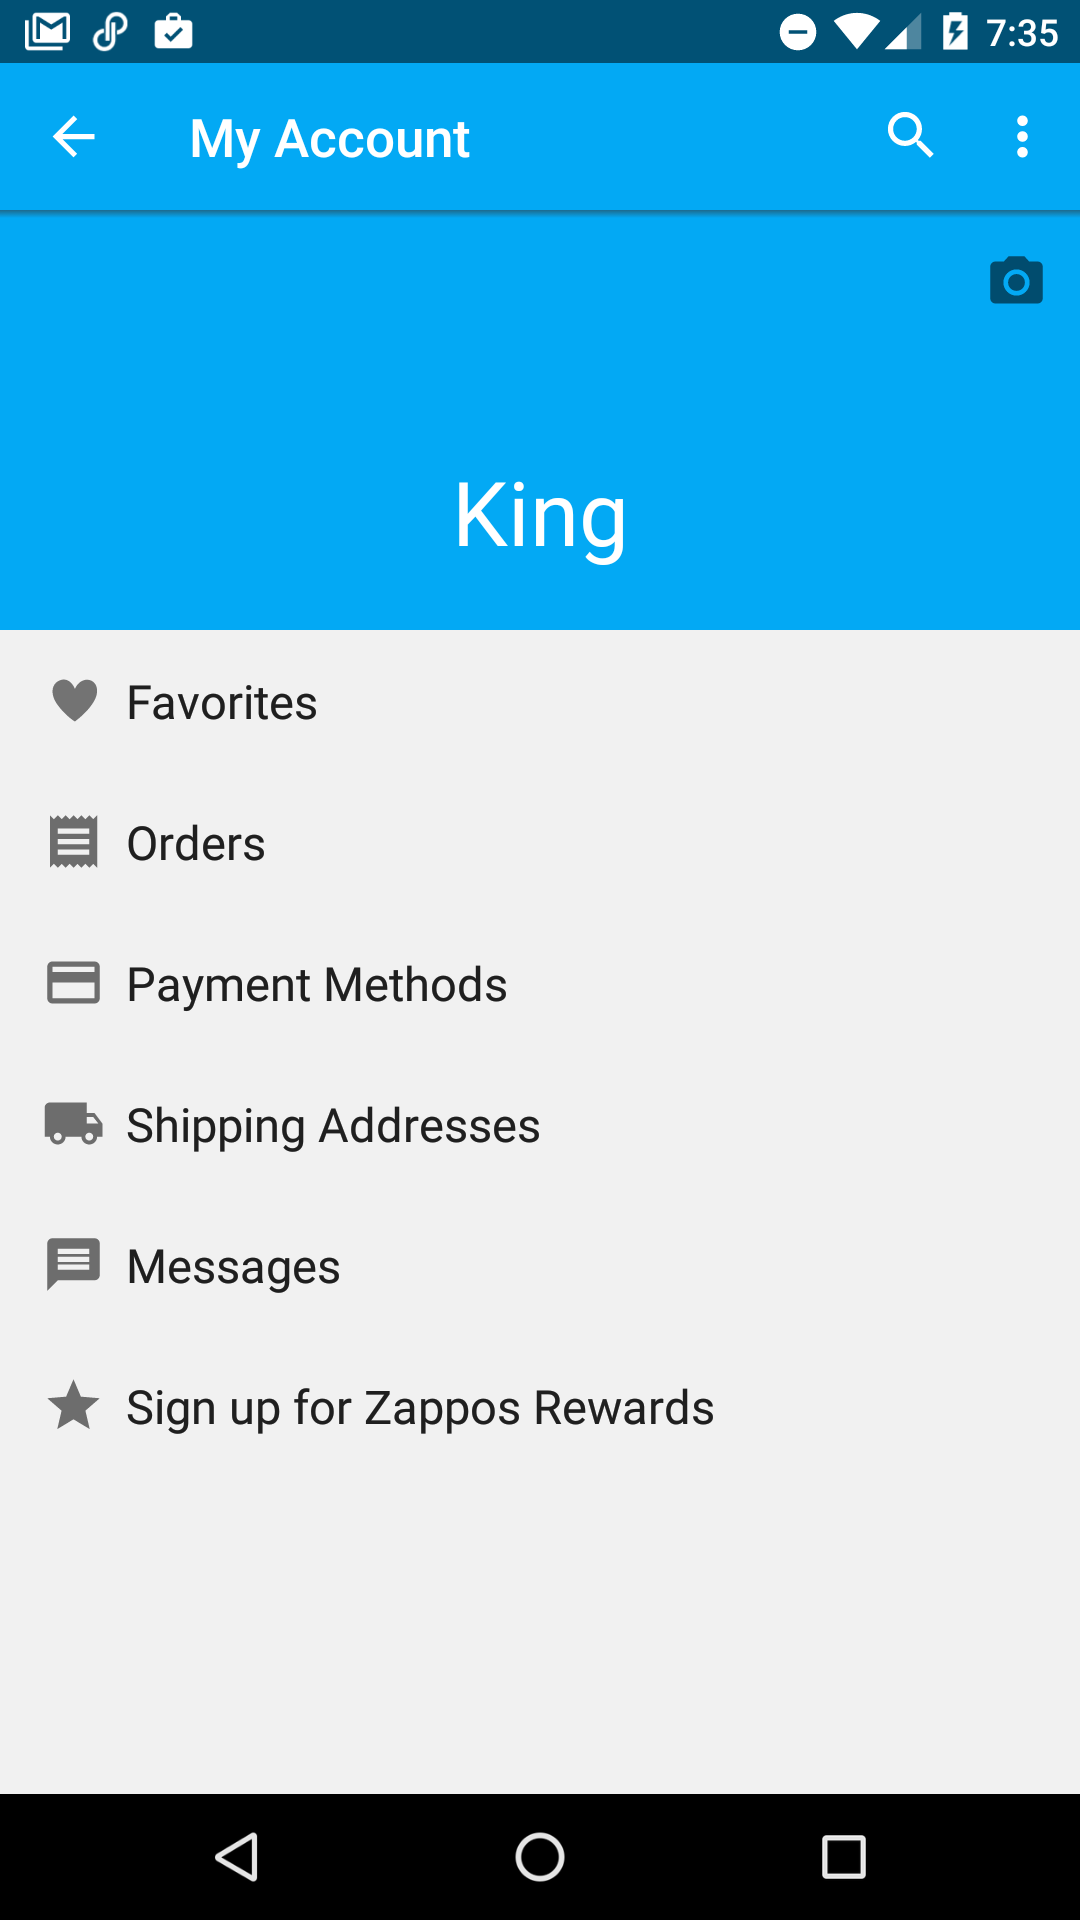 7:35
My Account
King
Favorites
Orders
Payment Methods
Shipping Addresses
Messages
Sign up for Zappos Rewards